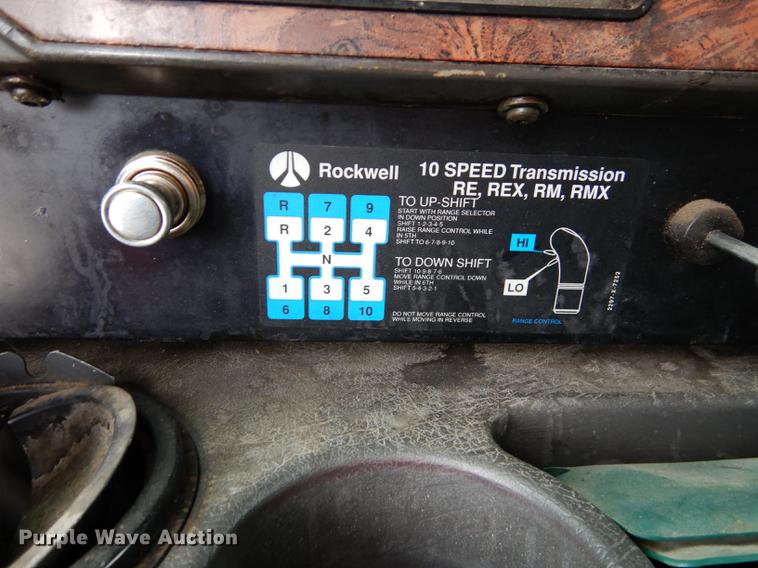 Rockwell 10 SPEED Transmission
RE, REX, RM, RMX
R 7 9
R 2 4
N
1 3 5
6 8 10
TO UP-SHIFT
START WITH RANGE SELECTOR
IN DOWN POSITION
SHIFT 1-2-3-4-5
RAISE RANGE CONTROL WHILE
IN 5TH
SHIFT TO 6-7-8-9-10
TO DOWN SHIFT
SHIFT 10-9-8-7-6
MOVE RANGE CONTROL DOWN
WHILE IN 6TH
SHIFT 5-4-3-2-1
DO NOT MOVE RANGE CONTROL
WHILE MOVING IN REVERSE
HI
LO
RANGE CONTROL
2297-X-7252
Purple Wave Auction